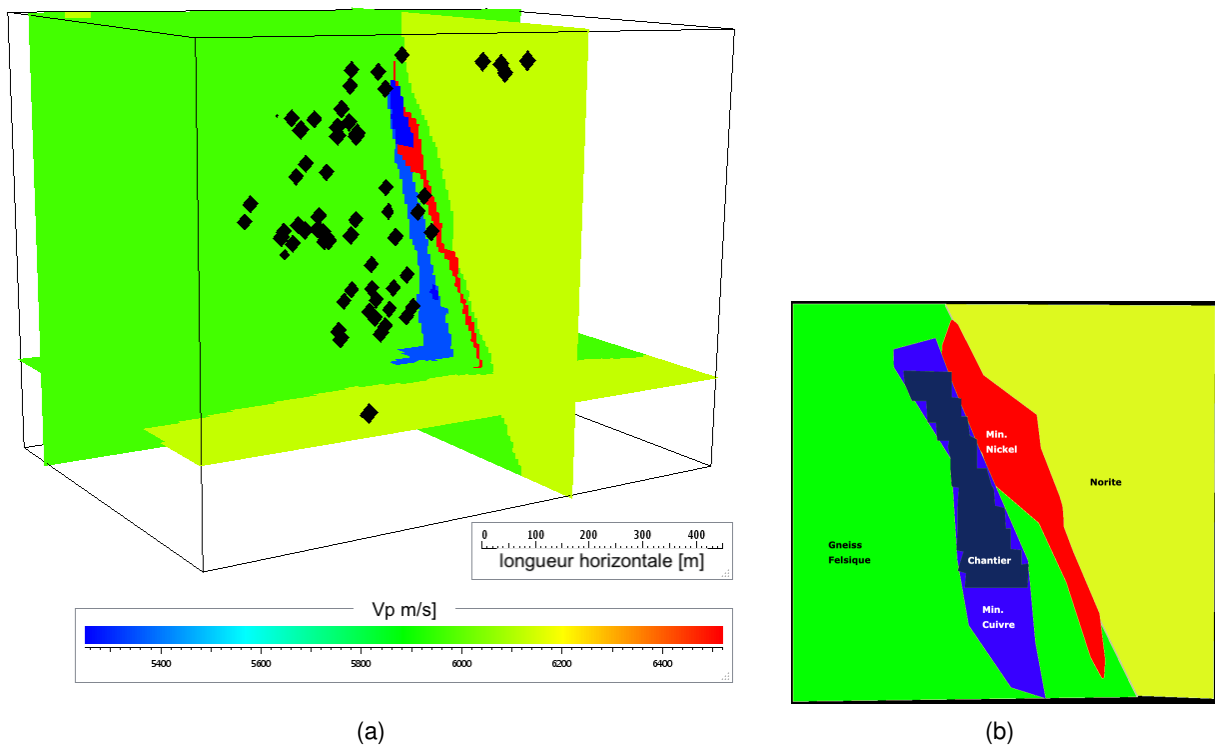 0 100 200 300 400
longueur horizontale [m]
Vp m/s]
5400 5600 5800 6000 6200 6400
(a)
Min.
Nickel
Norite
Gneiss
Felsique
Chantier
Min.
Cuivre
(b)